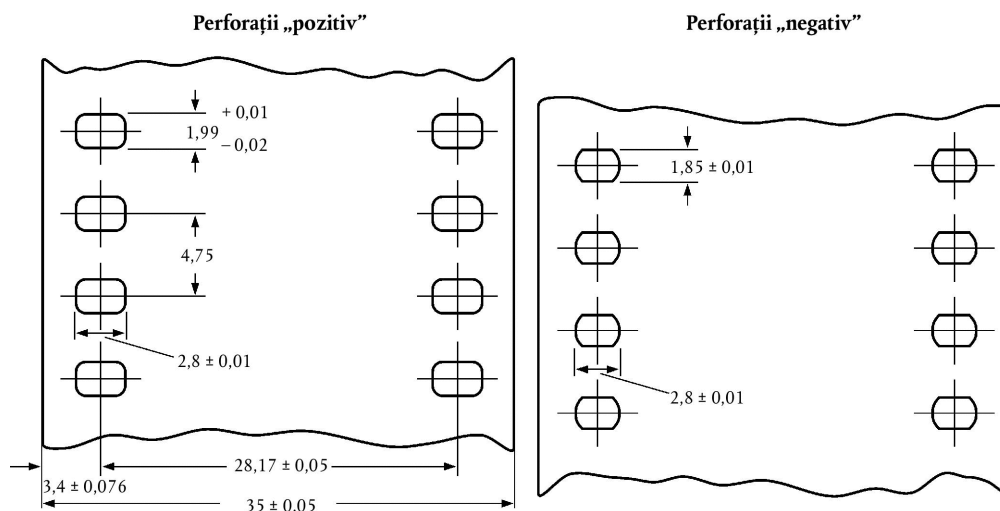 Perforații „pozitiv”
Perforații „negativ”
+ 0,01
1,99
– 0,02
4,75
2,8 ± 0,01
28,17 ± 0,05
3,4 ± 0,076
35 ± 0,05
1,85 ± 0,01
2,8 ± 0,01